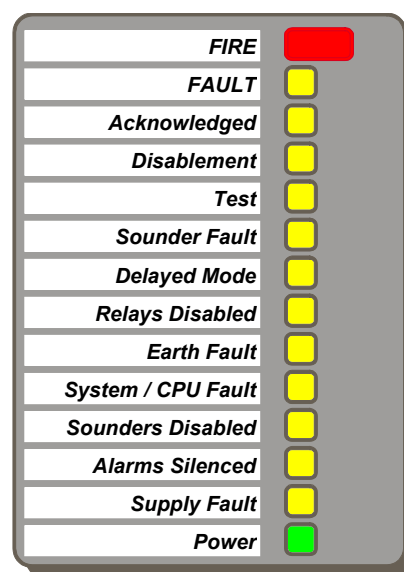 FIRE
FAULT
Acknowledged
Disablement
Test
Sounder Fault
Delayed Mode
Relays Disabled
Earth Fault
System / CPU Fault
Sounders Disabled
Alarms Silenced
Supply Fault
Power